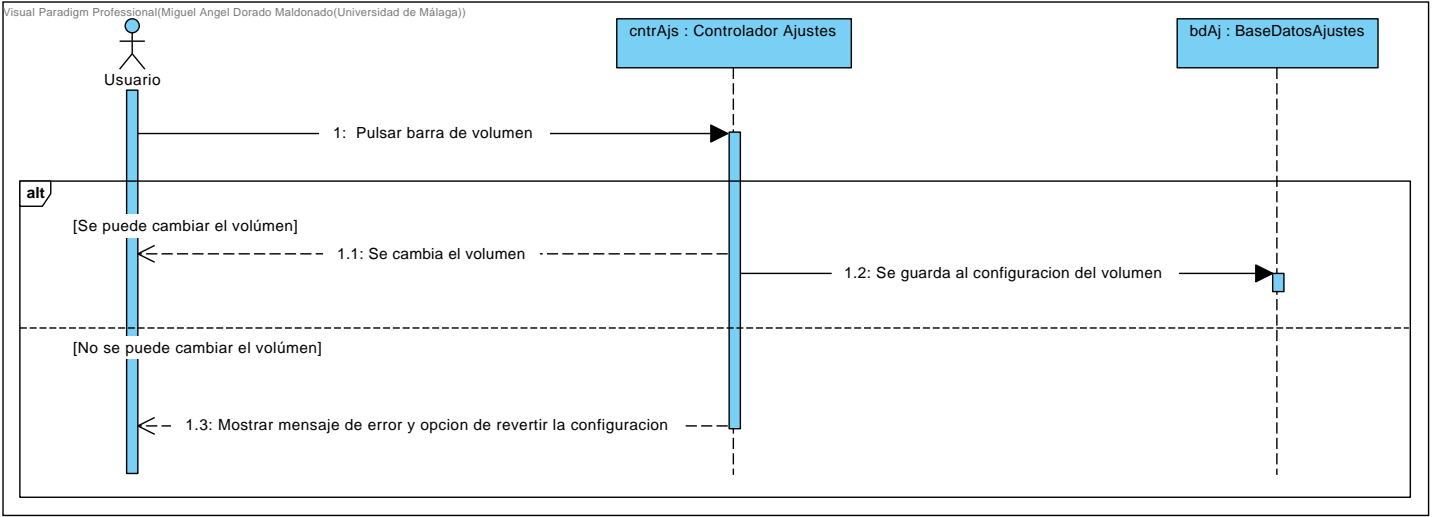 Visual Paradigm Professional(Miguel Angel Dorado Maldonado(Universidad de Málaga))
Usuario
cntrAjs : Controlador Ajustes
bdAj : BaseDatosAjustes
1:  Pulsar barra de volumen
alt
[Se puede cambiar el volúmen]
1.1: Se cambia el volumen
1.2: Se guarda al configuracion del volumen
[No se puede cambiar el volúmen]
1.3: Mostrar mensaje de error y opcion de revertir la configuracion